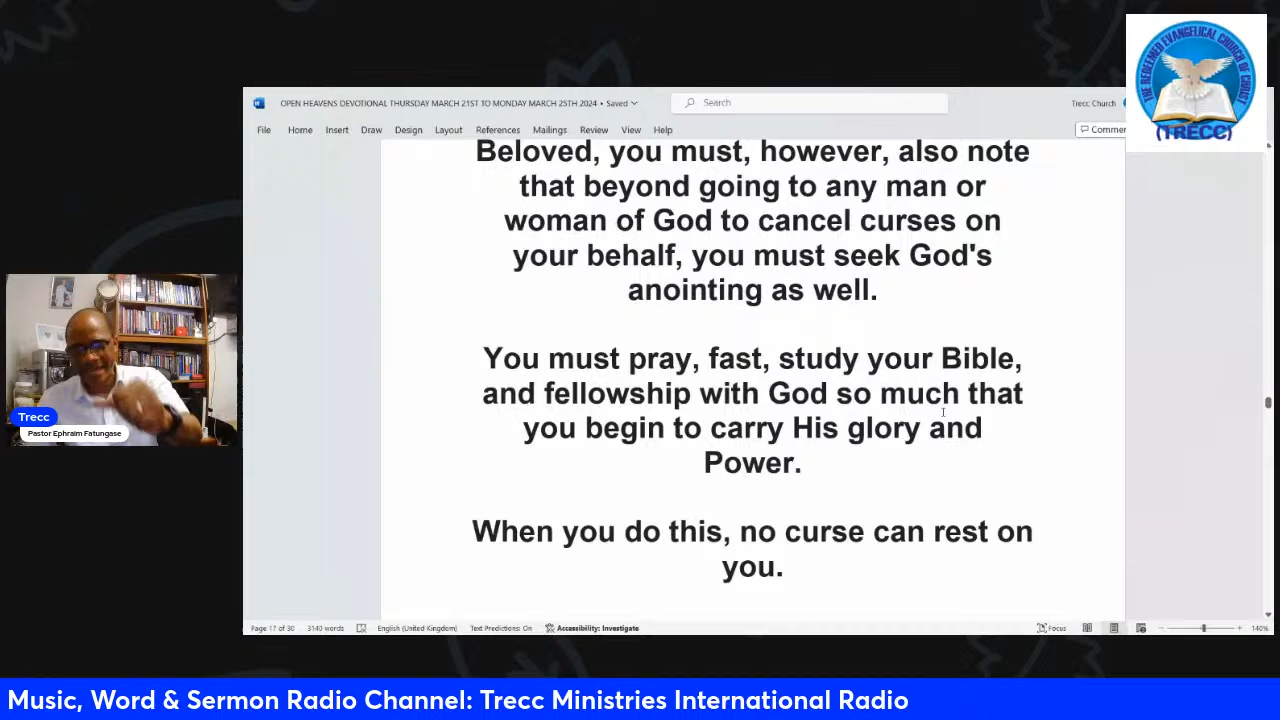 THE REDEEMED EVANGELICAL CHURCH OF CHRIST
(TRECC)
OPEN HEAVENS DEVOTIONAL THURSDAY MARCH 21ST TO MONDAY MARCH 25TH 2024 • Saved
Search
Trecc Church
File Home Insert Draw Design Layout References Mailings Review View Help
Commen
Beloved, you must, however, also note
that beyond going to any man or
woman of God to cancel curses on
your behalf, you must seek God's
anointing as well.
You must pray, fast, study your Bible,
and fellowship with God so much that
you begin to carry His glory and
Power.
When you do this, no curse can rest on
you.
Trecc
Pastor Ephraim Fatungase
Page 17 of 30 3140 words English (United Kingdom) Text Predictions: On Accessibility: Investigate Focus 140%
Music, Word & Sermon Radio Channel: Trecc Ministries International Radio